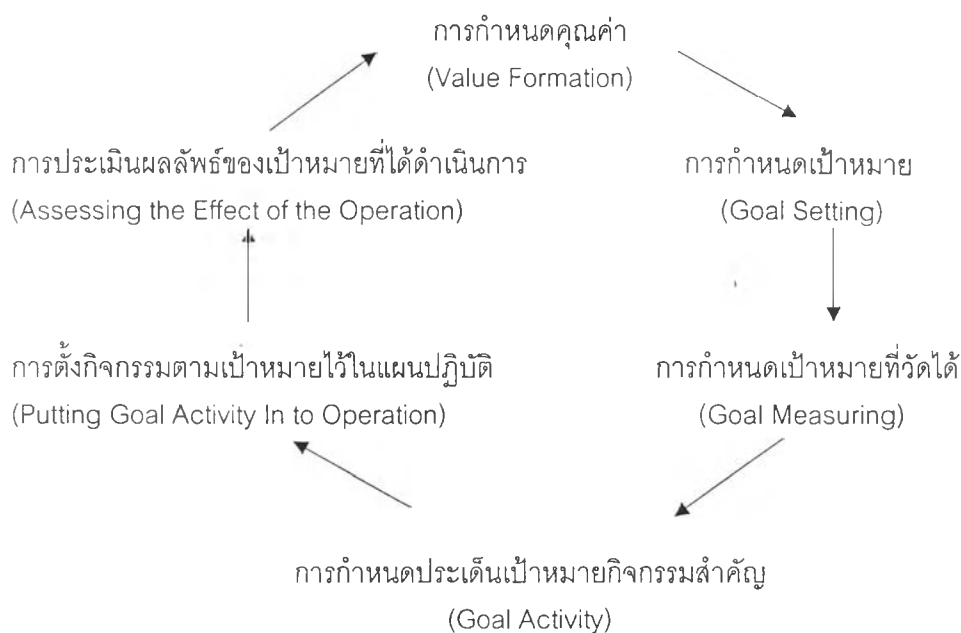 การกำหนดคุณค่า
(Value Formation)
การประเมินผลลัพธ์ของเป้าหมายที่ได้ดำเนินการ
(Assessing the Effect of the Operation)
การกำหนดเป้าหมาย
(Goal Setting)
การตั้งกิจกรรมตามเป้าหมายไว้ในแผนปฏิบัติ
(Putting Goal Activity In to Operation)
การกำหนดเป้าหมายที่วัดได้
(Goal Measuring)
การกำหนดประเด็นเป้าหมายกิจกรรมสำคัญ
(Goal Activity)